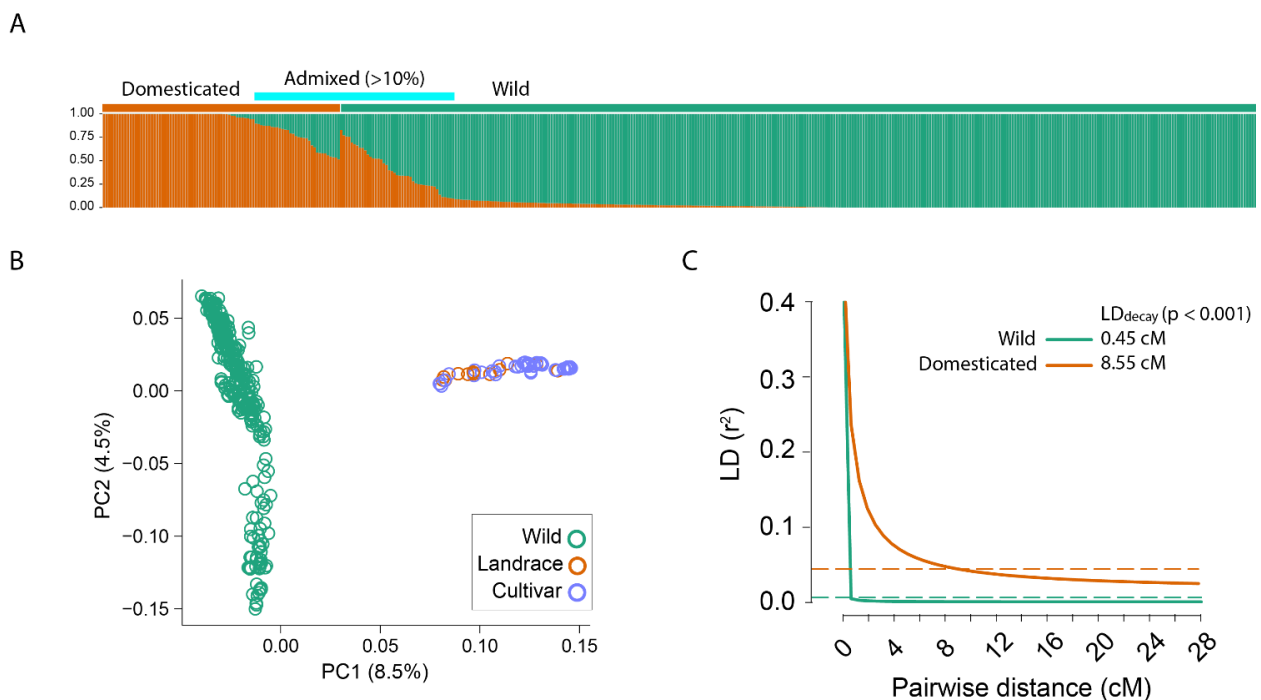 A
Domesticated
Admixed (>10%)
Wild
1.00
0.75
0.50
0.25
0.00
B
PC2 (4.5%)
0.05
0.00
−0.05
−0.10
−0.15
Wild
Landrace
Cultivar
0.00
0.05
0.10
0.15
PC1 (8.5%)
C
LD (r²)
0.4
0.3
0.2
0.1
0.0
LDdecay (p < 0.001)
Wild 0.45 cM
Domesticated 8.55 cM
0
4
8
12
16
20
24
28
Pairwise distance (cM)